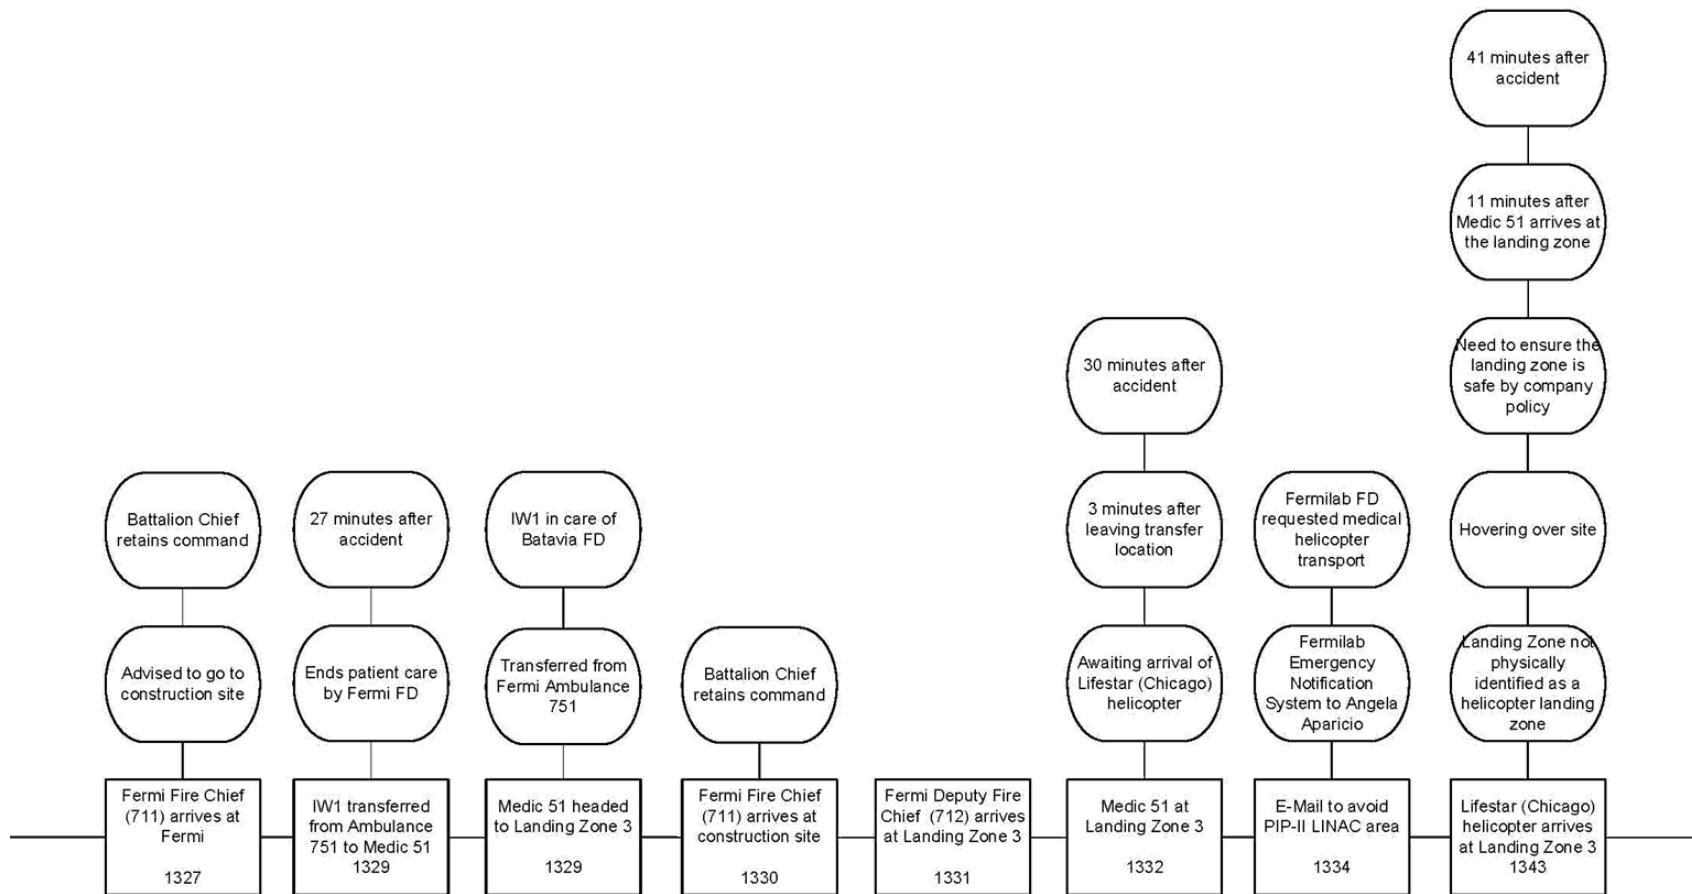 41 minutes after
accident
11 minutes after
Medic 51 arrives at
the landing zone
30 minutes after
accident
Need to ensure the
landing zone is
safe by company
policy
Battalion Chief
retains command
27 minutes after
accident
IW1 in care of
Batavia FD
3 minutes after
leaving transfer
location
Fermilab FD
requested medical
helicopter
transport
Hovering over site
Advised to go to
construction site
Ends patient care
by Fermi FD
Transferred from
Fermi Ambulance
751
Battalion Chief
retains command
Awaiting arrival of
Lifestar (Chicago)
helicopter
Fermilab
Emergency
Notification
System to Angela
Aparicio
Landing Zone not
physically
identified as a
helicopter landing
zone
Fermi Fire Chief
(711) arrives at
Fermi
1327
IW1 transferred
from Ambulance
751 to Medic 51
1329
Medic 51 headed
to Landing Zone 3
1329
Fermi Fire Chief
(711) arrives at
construction site
1330
Fermi Deputy Fire
Chief (712) arrives
at Landing Zone 3
1331
Medic 51 at
Landing Zone 3
1332
E-Mail to avoid
PIP-II LINAC area
1334
Lifestar (Chicago)
helicopter arrives
at Landing Zone 3
1343